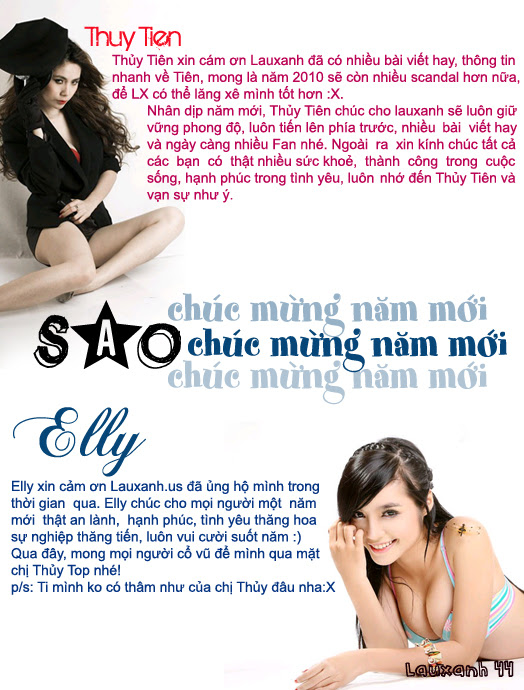 Thuy Tien
Thủy Tiên xin cám ơn Lauxanh đã có nhiều bài viết hay, thông tin
nhanh về Tiên, mong là năm 2010 sẽ còn nhiều scandal hơn nữa,
để LX có thể lăng xê mình tốt hơn :X.
Nhân dịp năm mới, Thủy Tiên chúc cho lauxanh sẽ luôn giữ
vững phong độ, luôn tiến lên phía trước, nhiều bài viết hay
và ngày càng nhiều Fan nhé. Ngoài ra xin kính chúc tất cả
các bạn có thật nhiều sức khoẻ, thành công trong cuộc
sống, hạnh phúc trong tình yêu, luôn nhớ đến Thủy Tiên và
vạn sự như ý.
chúc mừng năm mới
SAO chúc mừng năm mới
chúc mừng năm mới
Elly
Elly xin cảm ơn Lauxanh.us đã ủng hộ mình trong
thời gian qua. Elly chúc cho mọi người một năm
mới thật an lành, hạnh phúc, tình yêu thăng hoa
sự nghiệp thăng tiến, luôn vui cười suốt năm :)
Qua đây, mong mọi người cổ vũ để mình qua mặt
chị Thủy Top nhé!
p/s: Ti mình ko có thâm như của chị Thủy đâu nha:X
Lauxanh 44